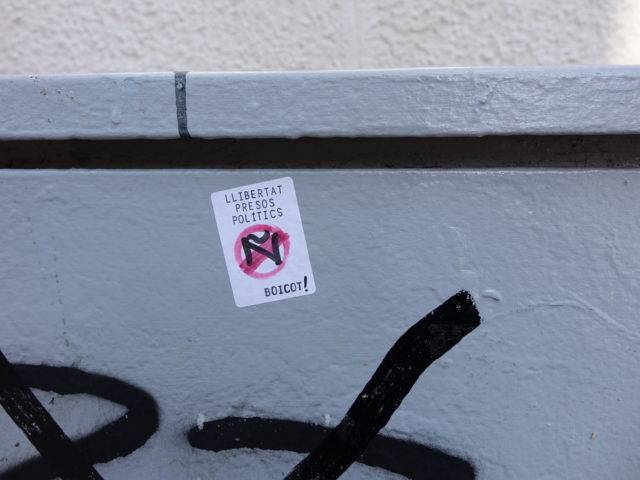 LLIBERTAT
PRESOS
POLÍTICS
Ñ
BOICOT!